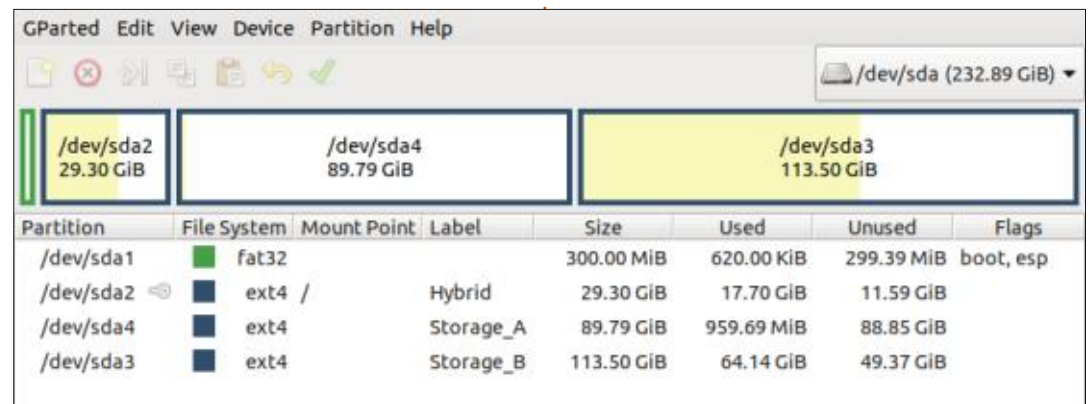 GParted Edit View Device Partition Help
/dev/sda (232.89 GiB)
/dev/sda2
29.30 GiB
/dev/sda4
89.79 GiB
/dev/sda3
113.50 GiB
Partition File System Mount Point Label Size Used Unused Flags
/dev/sda1 fat32 300.00 MiB 620.00 KiB 299.39 MiB boot, esp
/dev/sda2 ext4 / Hybrid 29.30 GiB 17.70 GiB 11.59 GiB
/dev/sda4 ext4 Storage_A 89.79 GiB 959.69 MiB 88.85 GiB
/dev/sda3 ext4 Storage_B 113.50 GiB 64.14 GiB 49.37 GiB